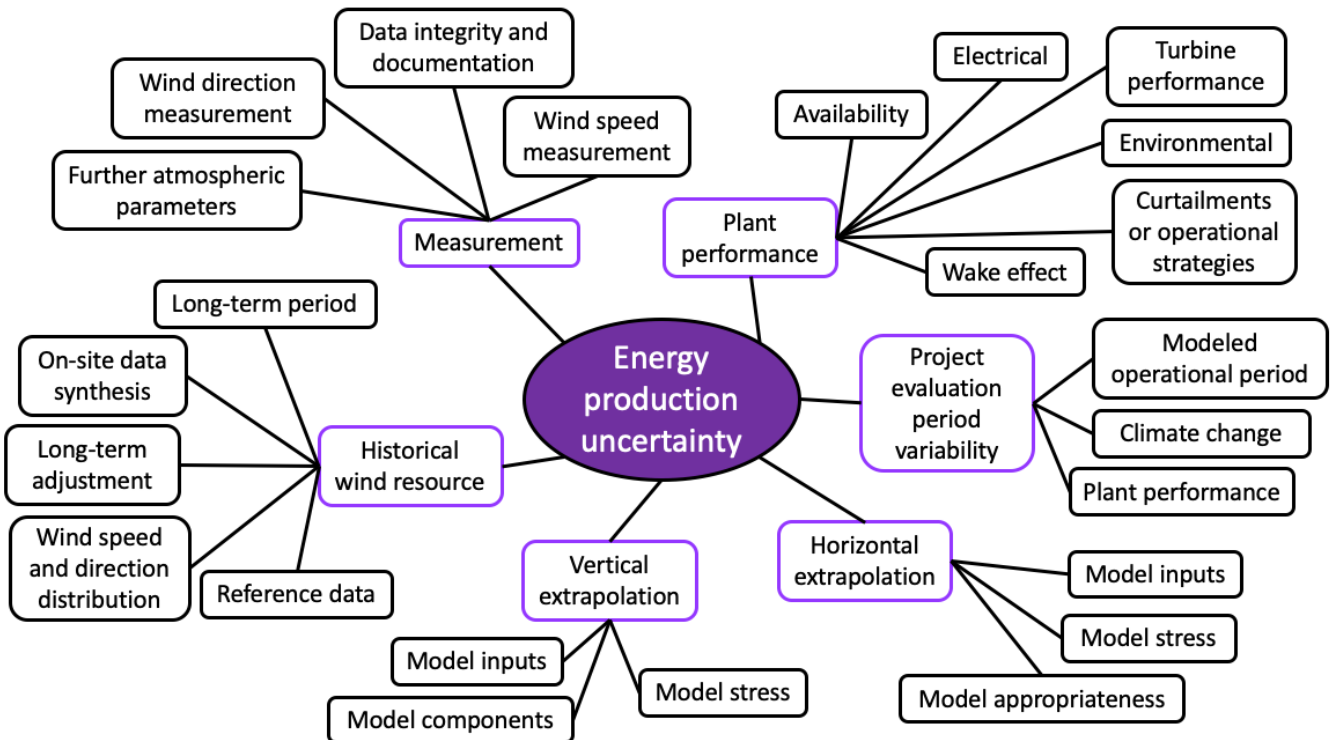 Data integrity and
documentation
Wind direction
measurement
Wind speed
measurement
Further atmospheric
parameters
Measurement
Electrical
Turbine
performance
Availability
Environmental
Curtailments
or operational
strategies
Plant
performance
Wake effect
Long-term period
On-site data
synthesis
Long-term
adjustment
Wind speed
and direction
distribution
Reference data
Historical
wind resource
Energy
production
uncertainty
Project
evaluation
period
variability
Modeled
operational period
Climate change
Plant performance
Vertical
extrapolation
Model inputs
Model components
Model stress
Horizontal
extrapolation
Model inputs
Model stress
Model appropriateness